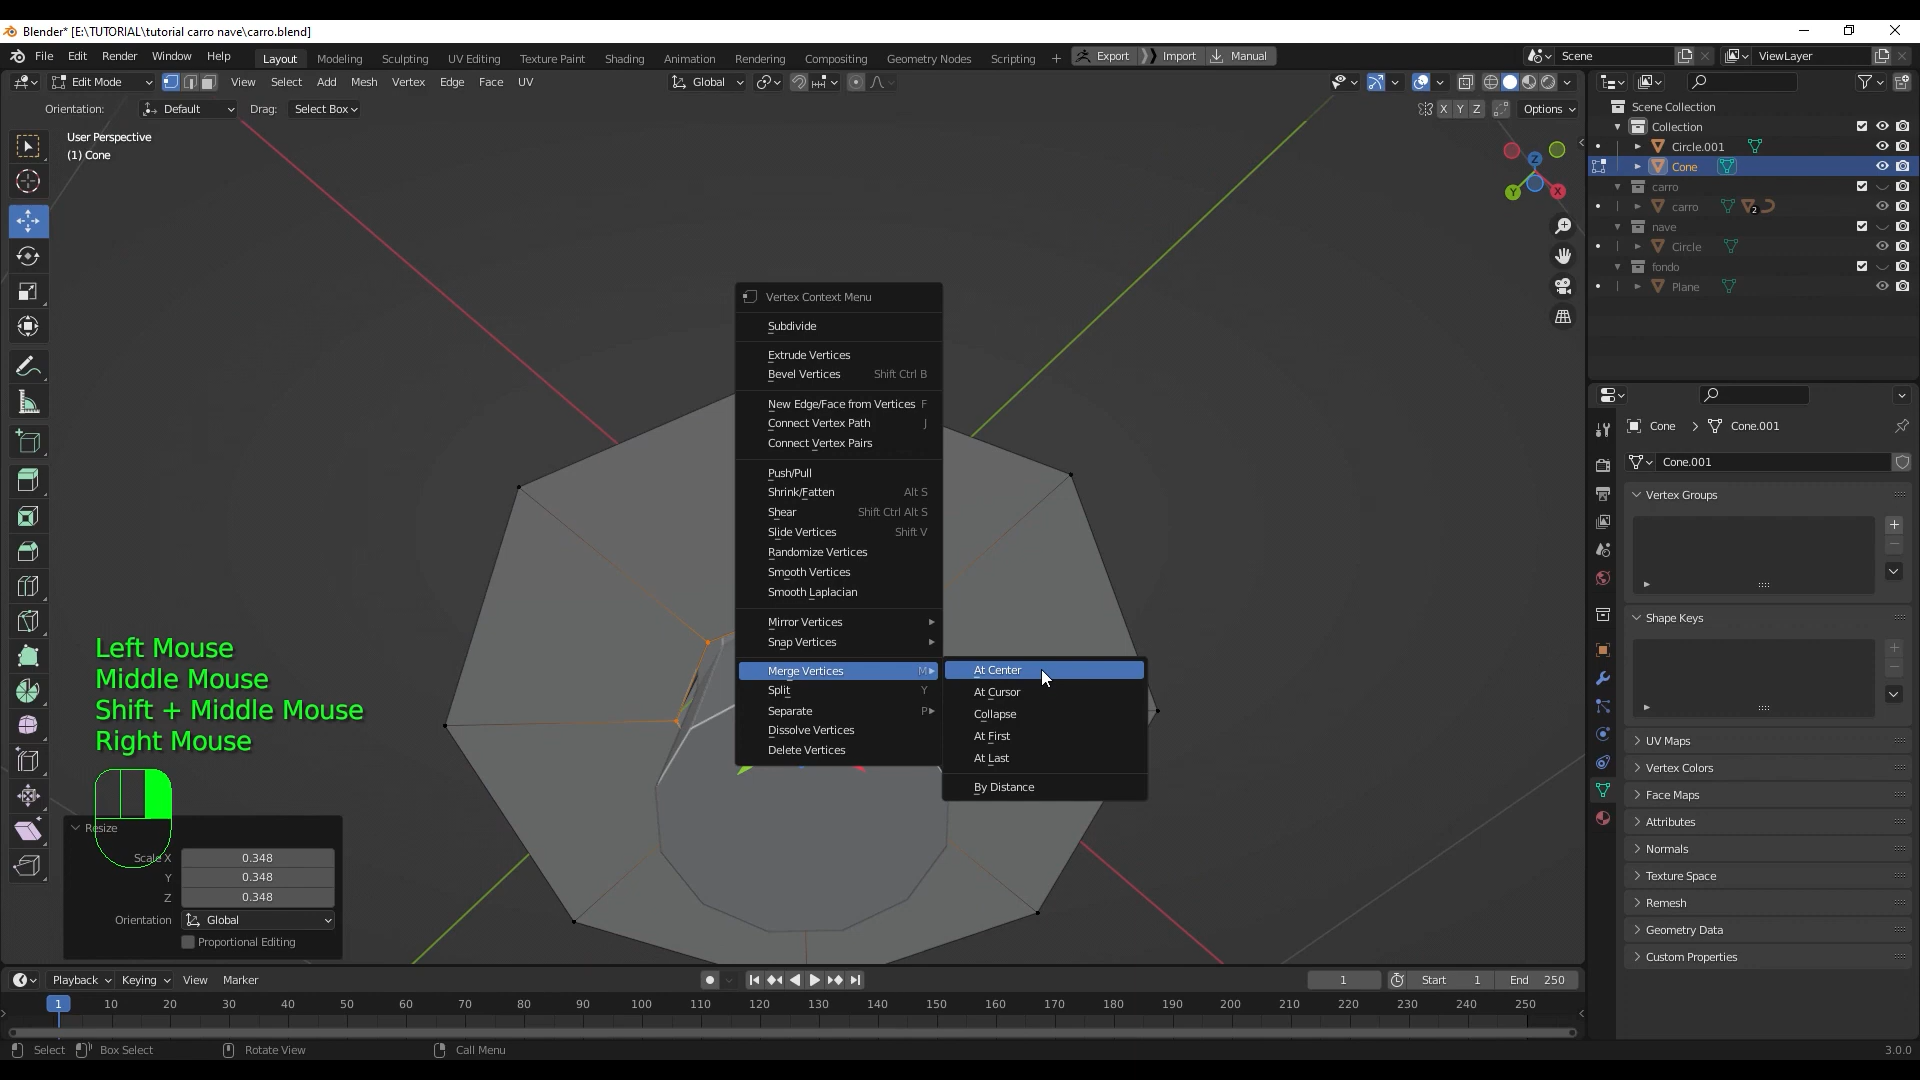 Blender* [E:\TUTORIAL\tutorial carro nave\carro.blend]
File Edit Render Window Help Layout Modeling Sculpting UV Editing Texture Paint Shading Animation Rendering Compositing Geometry Nodes Scripting + Export Import Manual Scene ViewLayer
Edit Mode View Select Add Mesh Vertex Edge Face UV Global
Orientation: Default Drag: Select Box X Y Z Options
User Perspective
(1) Cone
Z
Y
X
Scene Collection
Collection
Circle.001
Cone
carro
carro 2
nave
Circle
fondo
Plane
Vertex Context Menu
Subdivide
Extrude Vertices
Bevel Vertices Shift Ctrl B
New Edge/Face from Vertices F
Connect Vertex Path J
Connect Vertex Pairs
Push/Pull
Shrink/Fatten Alt S
Shear Shift Ctrl Alt S
Slide Vertices Shift V
Randomize Vertices
Smooth Vertices
Smooth Laplacian
Mirror Vertices
Snap Vertices
Merge Vertices M
Split Y
Separate P
Dissolve Vertices
Delete Vertices
At Center
At Cursor
Collapse
At First
At Last
By Distance
Left Mouse
Middle Mouse
Shift + Middle Mouse
Right Mouse
Resize
Scale X 0.348
Y 0.348
Z 0.348
Orientation Global
Proportional Editing
Cone Cone.001
Cone.001
Vertex Groups
Shape Keys
UV Maps
Vertex Colors
Face Maps
Attributes
Normals
Texture Space
Remesh
Geometry Data
Custom Properties
Playback Keying View Marker 1 Start 1 End 250
1 10 20 30 40 50 60 70 80 90 100 110 120 130 140 150 160 170 180 190 200 210 220 230 240 250
Select Box Select Rotate View Call Menu 3.0.0